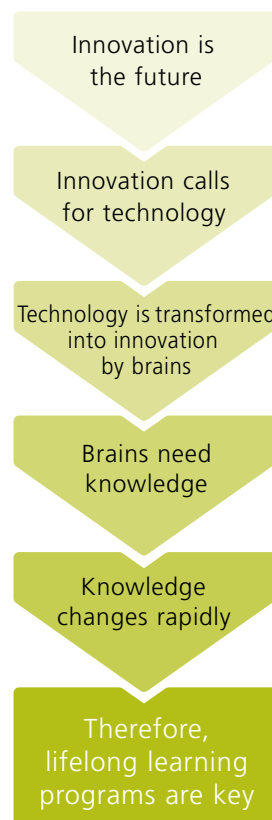 Innovation is
the future
Innovation calls
for technology
Technology is transformed
into innovation
by brains
Brains need
knowledge
Knowledge
changes rapidly
Therefore,
lifelong learning
programs are key